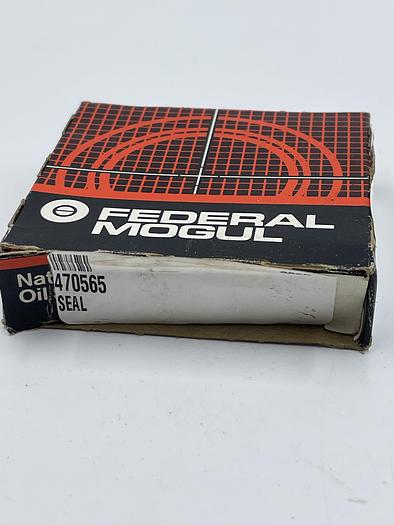 FEDERAL
MOGUL
Nat
Oil
470565
SEAL